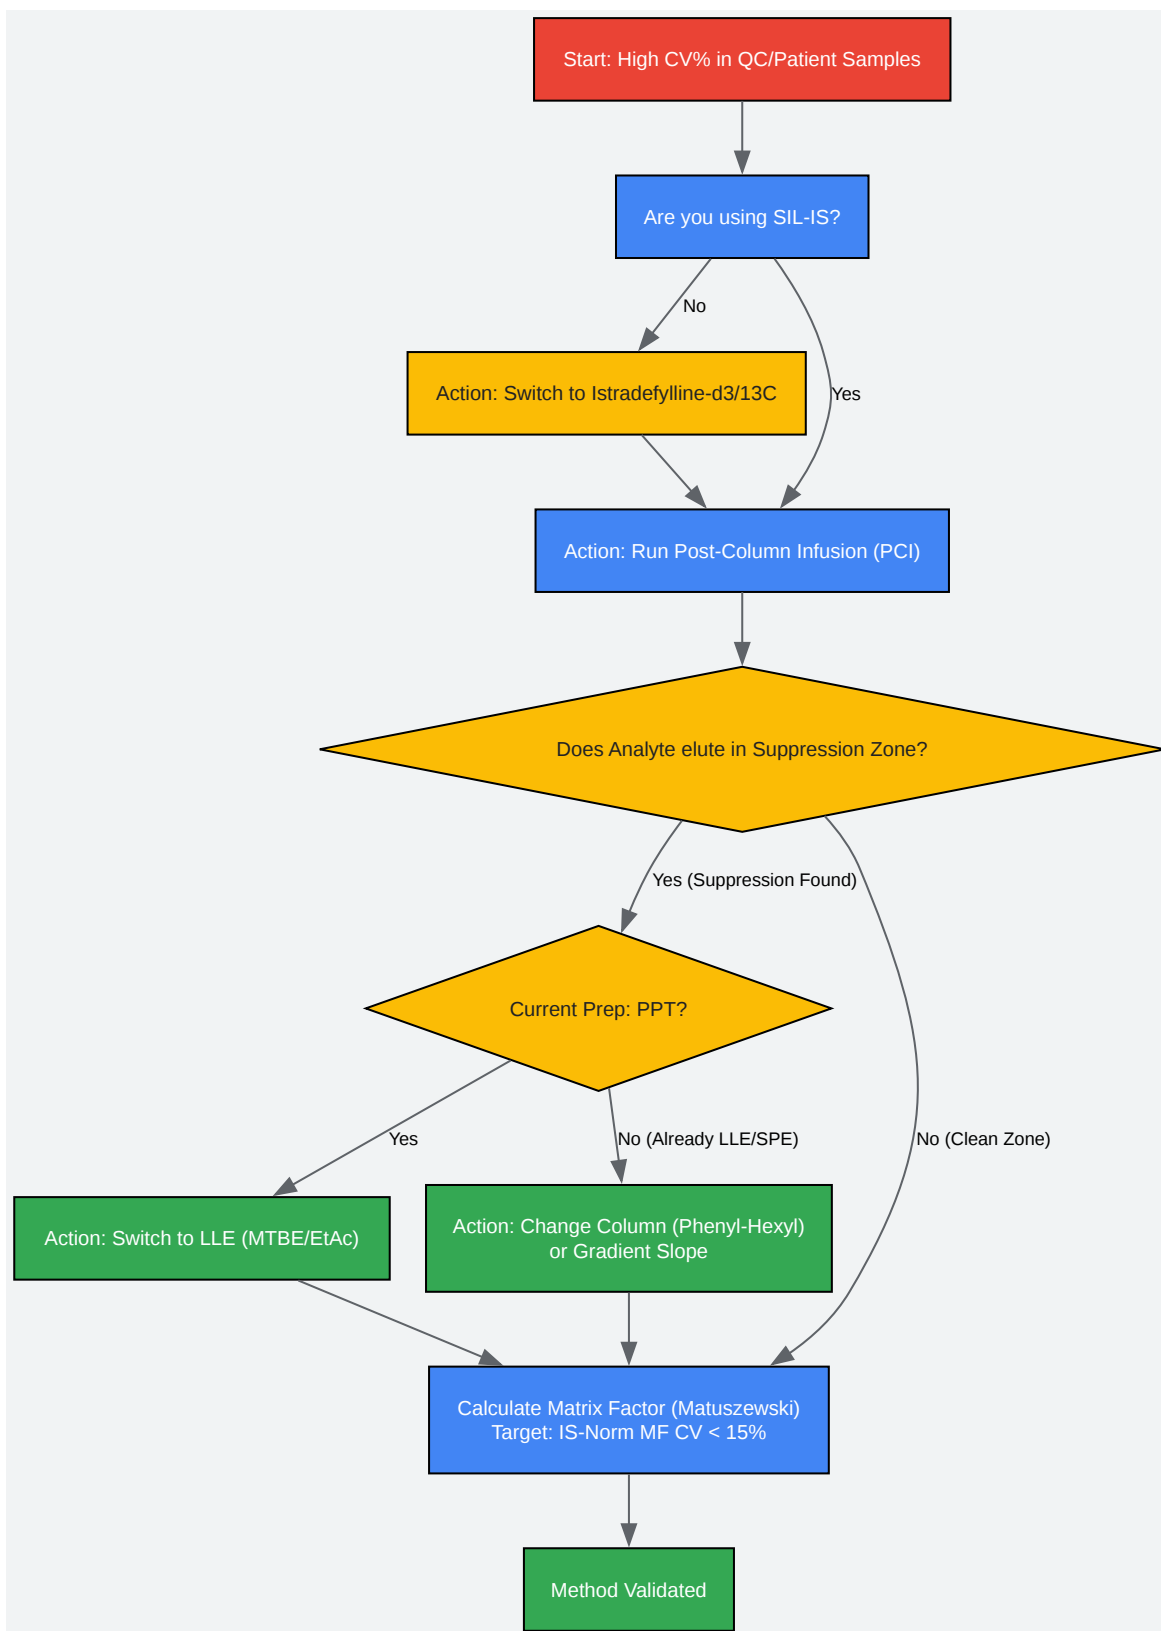 Start: High CV% in QC/Patient Samples
Are you using SIL-IS?
No
Action: Switch to Istradefylline-d3/13C
Yes
Action: Run Post-Column Infusion (PCI)
Does Analyte elute in Suppression Zone?
Yes (Suppression Found)
Current Prep: PPT?
Yes
No (Already LLE/SPE)
No (Clean Zone)
Action: Switch to LLE (MTBE/EtAc)
Action: Change Column (Phenyl-Hexyl)
or Gradient Slope
Calculate Matrix Factor (Matuszewski)
Target: IS-Norm MF CV < 15%
Method Validated